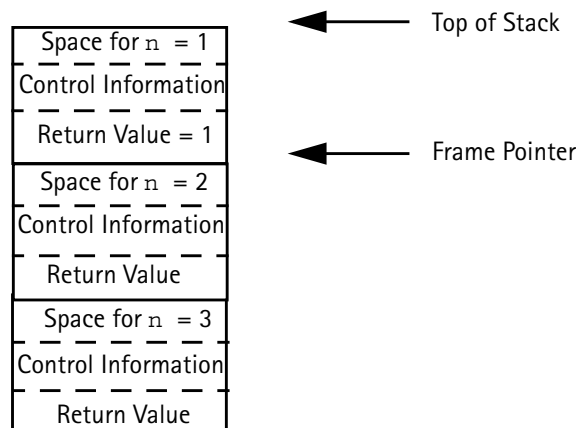 Top of Stack
Space for n = 1
Control Information
Return Value = 1
Frame Pointer
Space for n = 2
Control Information
Return Value
Space for n = 3
Control Information
Return Value